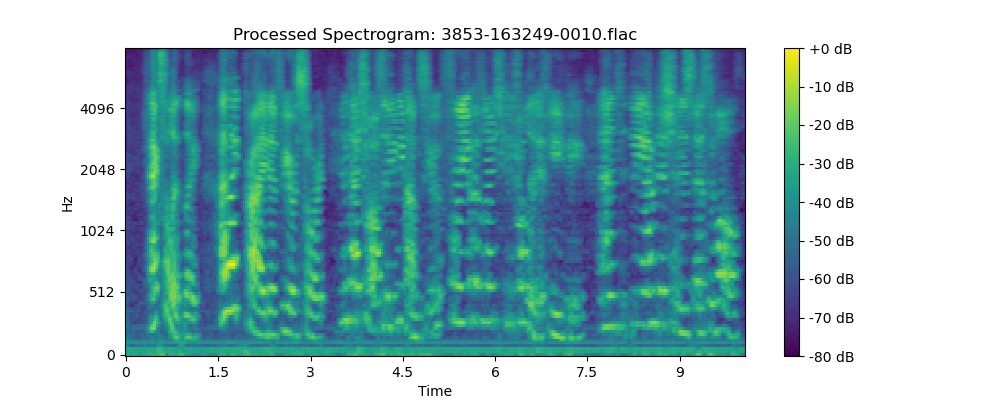 Processed Spectrogram: 3853-163249-0010.flac
Hz
4096
2048
1024
512
0
0 1.5 3 4.5 6 7.5 9
Time
+0 dB
-10 dB
-20 dB
-30 dB
-40 dB
-50 dB
-60 dB
-70 dB
-80 dB